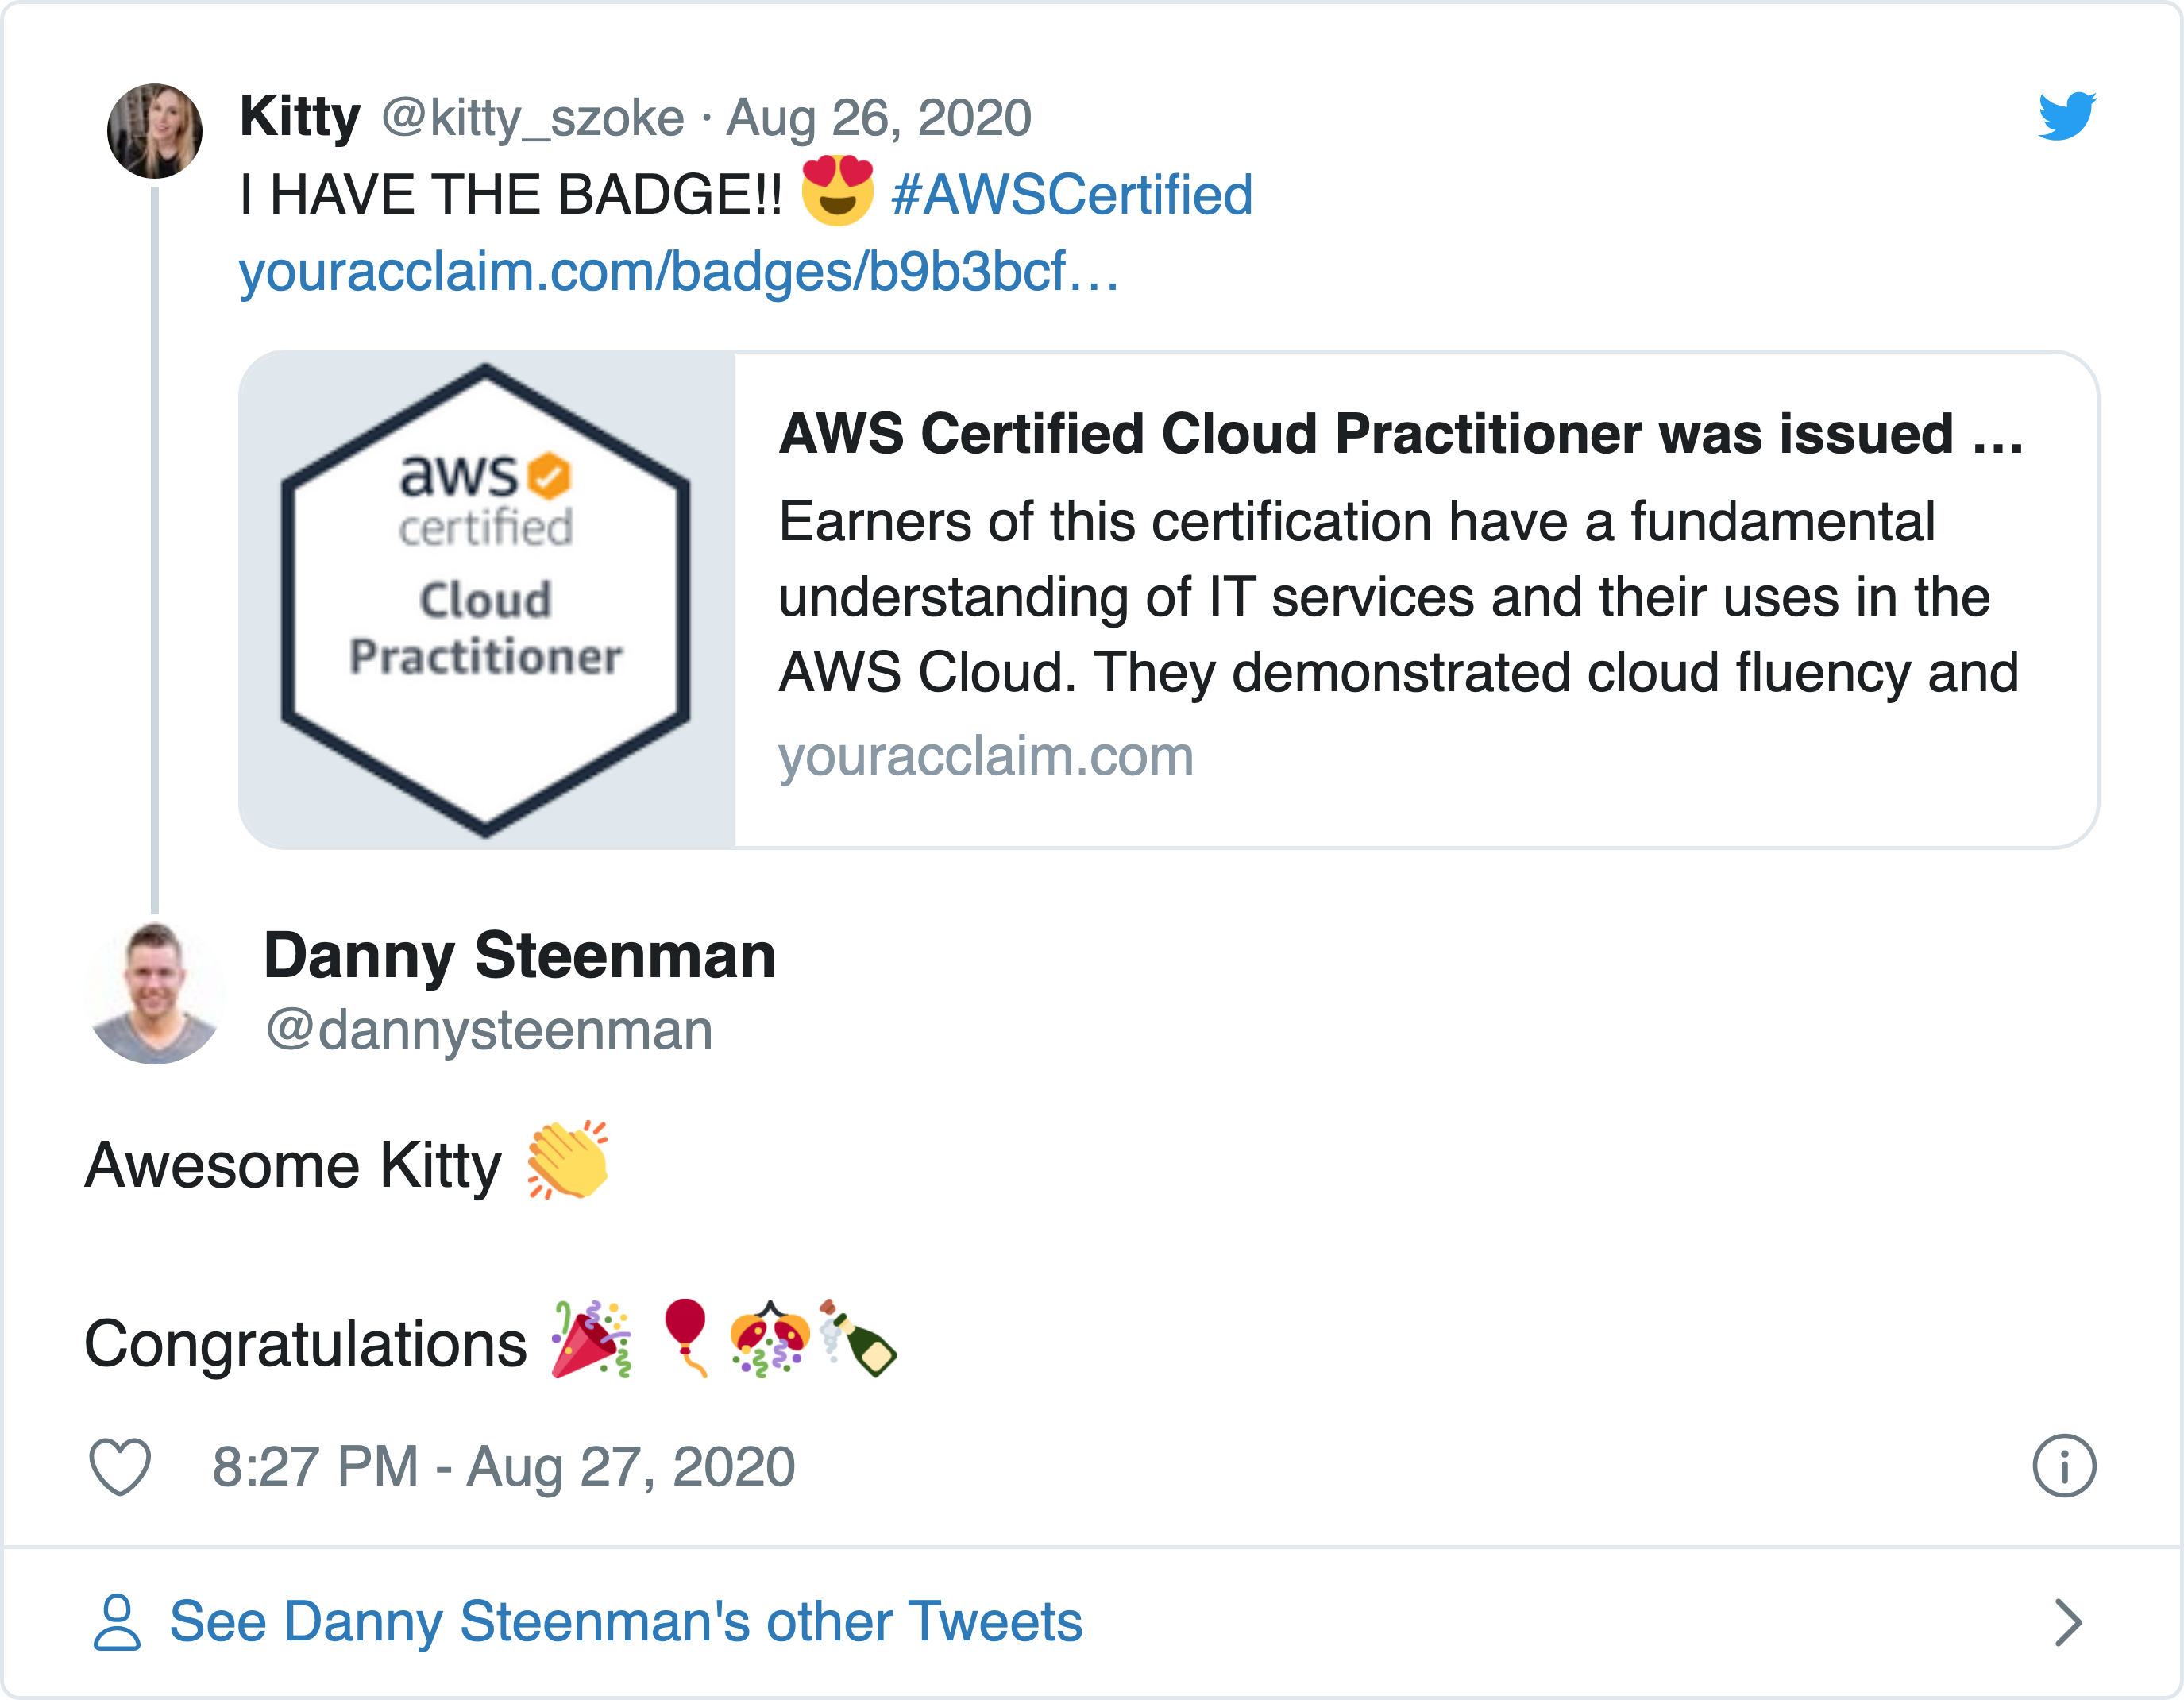 Kitty @kitty_szoke · Aug 26, 2020
I HAVE THE BADGE!! 😍 #AWSCertified
youracclaim.com/badges/b9b3bcf…
aws
certified
Cloud
Practitioner
AWS Certified Cloud Practitioner was issued …
Earners of this certification have a fundamental
understanding of IT services and their uses in the
AWS Cloud. They demonstrated cloud fluency and
youracclaim.com
Danny Steenman
@dannysteenman
Awesome Kitty 👏
Congratulations 🎉🎈🎊🍾
8:27 PM - Aug 27, 2020
See Danny Steenman's other Tweets